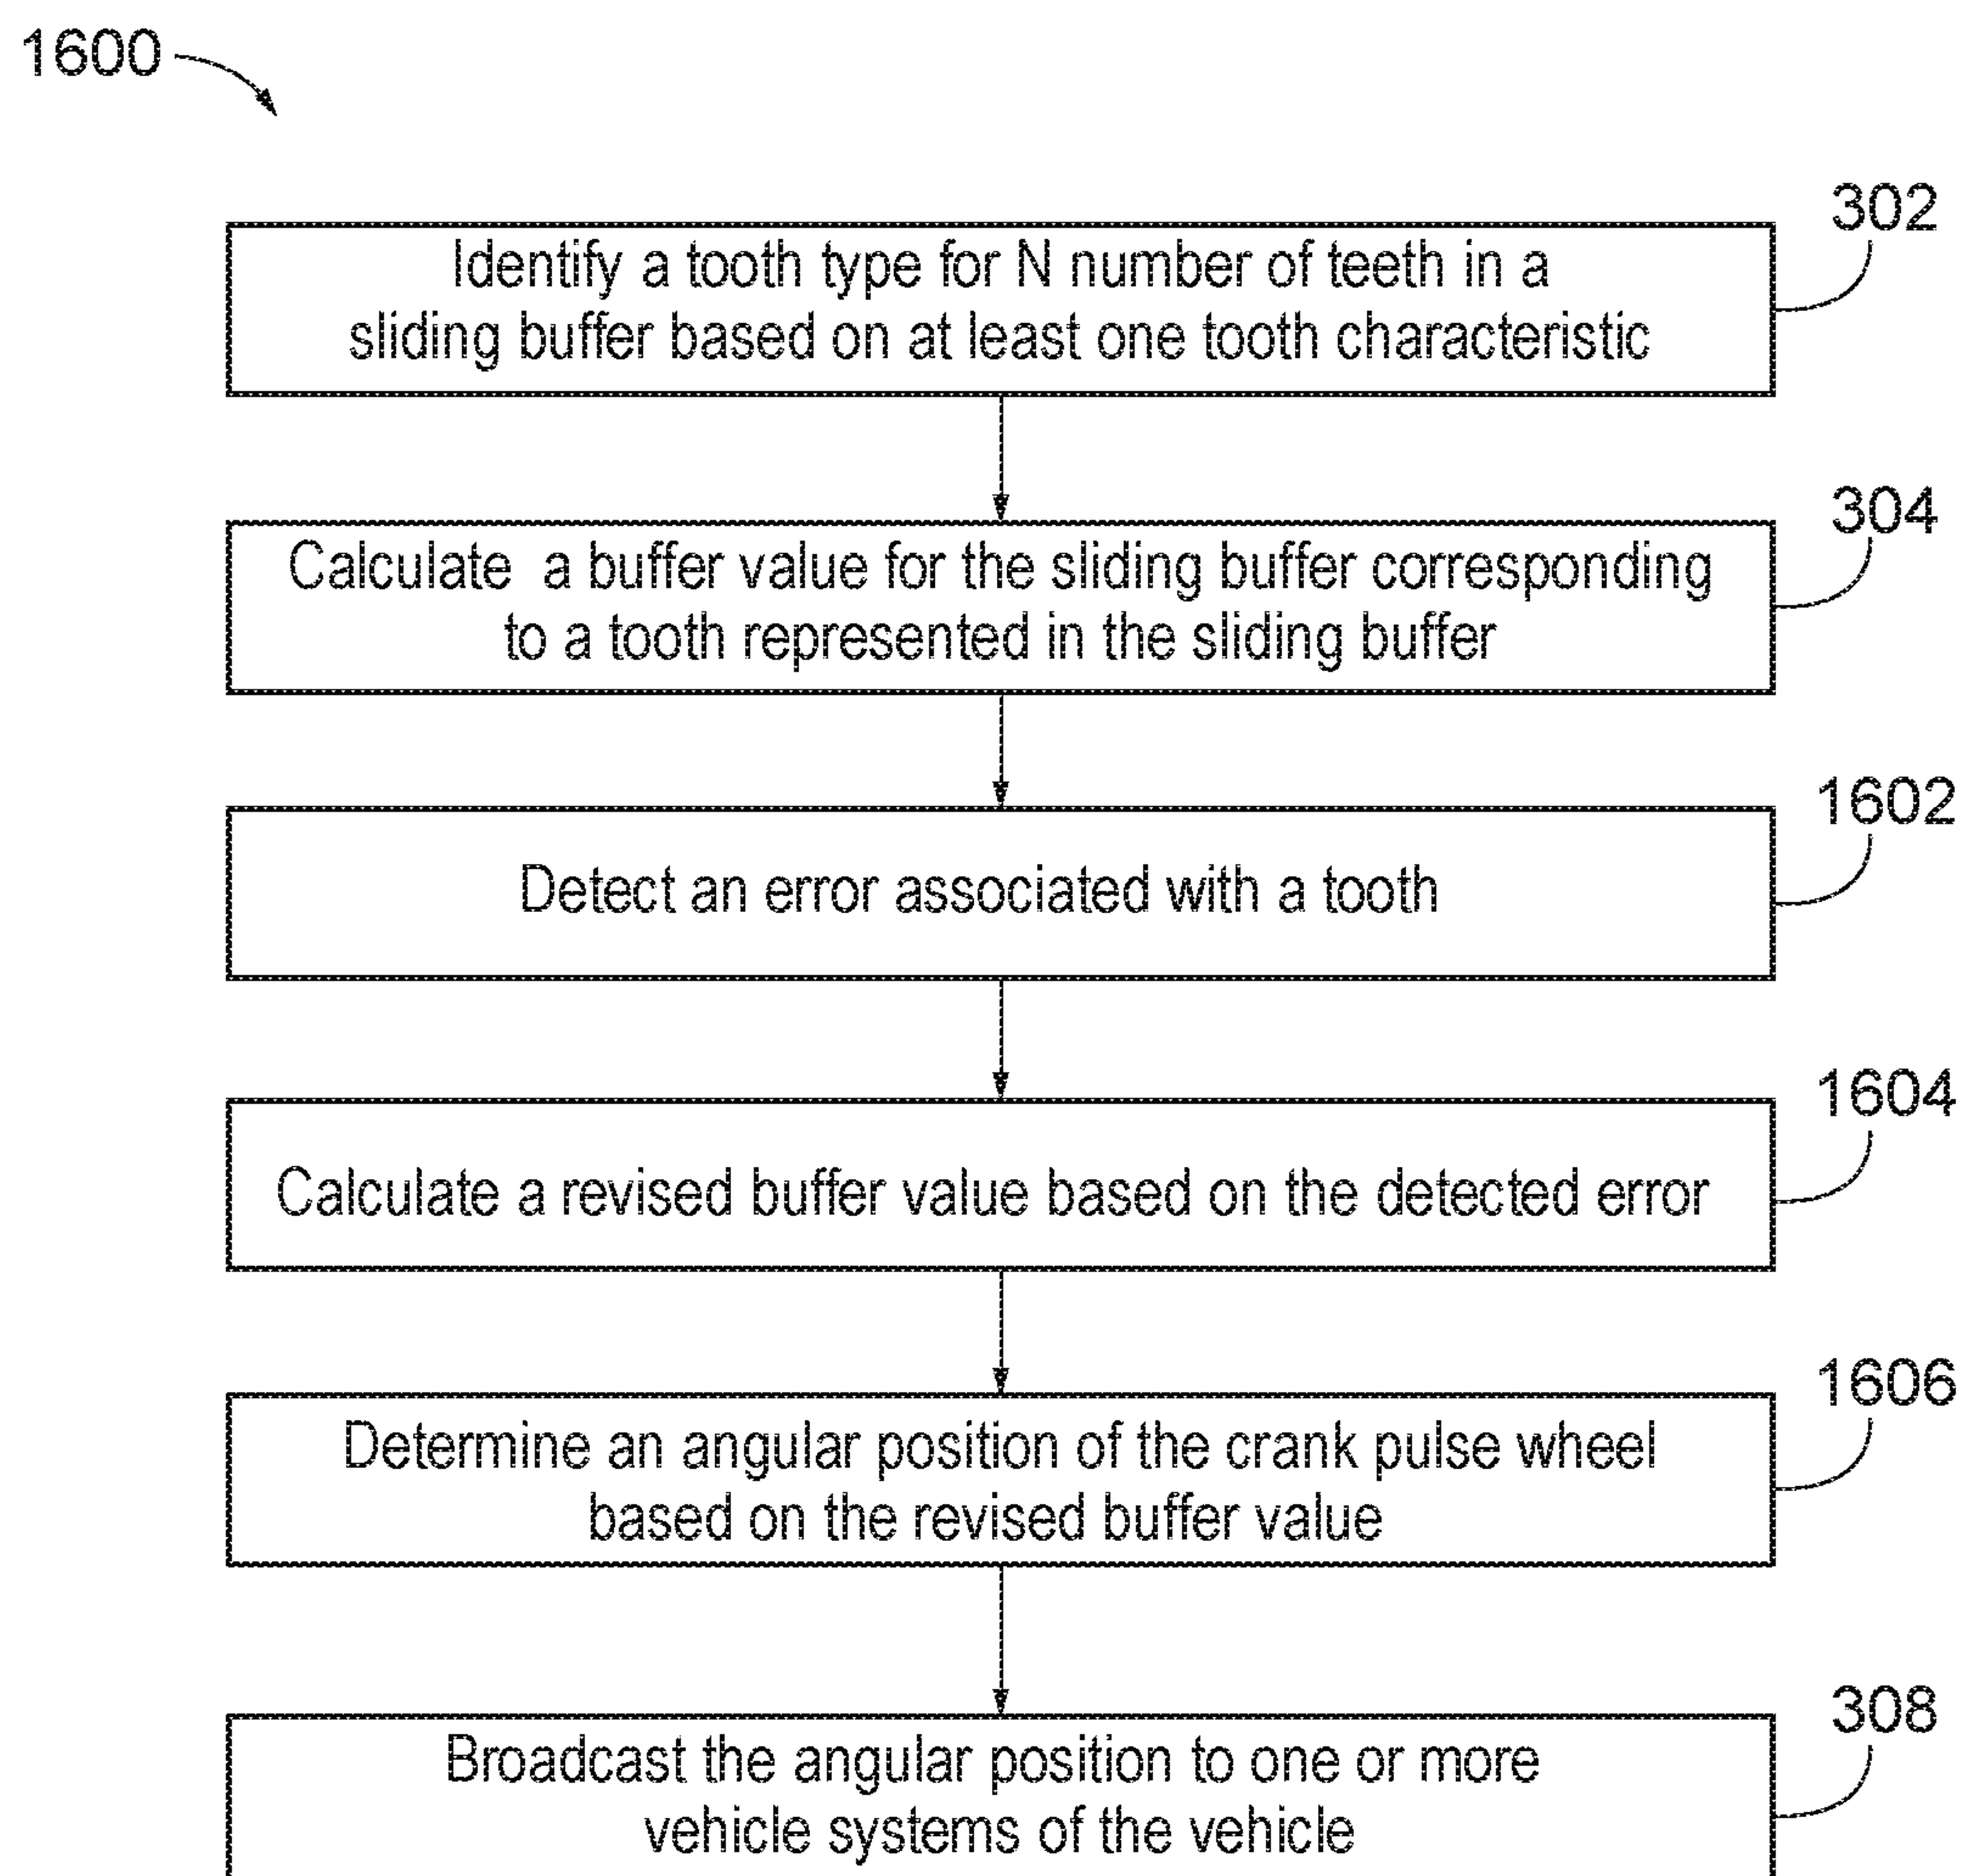 1600
302
Identify a tooth type for N number of teeth in a
sliding buffer based on at least one tooth characteristic
304
Calculate a buffer value for the sliding buffer corresponding
to a tooth represented in the sliding buffer
1602
Detect an error associated with a tooth
1604
Calculate a revised buffer value based on the detected error
1606
Determine an angular position of the crank pulse wheel
based on the revised buffer value
308
Broadcast the angular position to one or more
vehicle systems of the vehicle